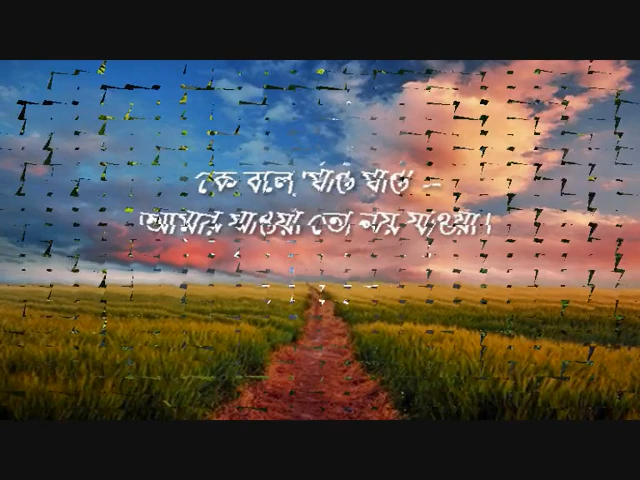 কে বলে 'যাও যাও' –
আমার যাওয়া তো নয় যাওয়া।